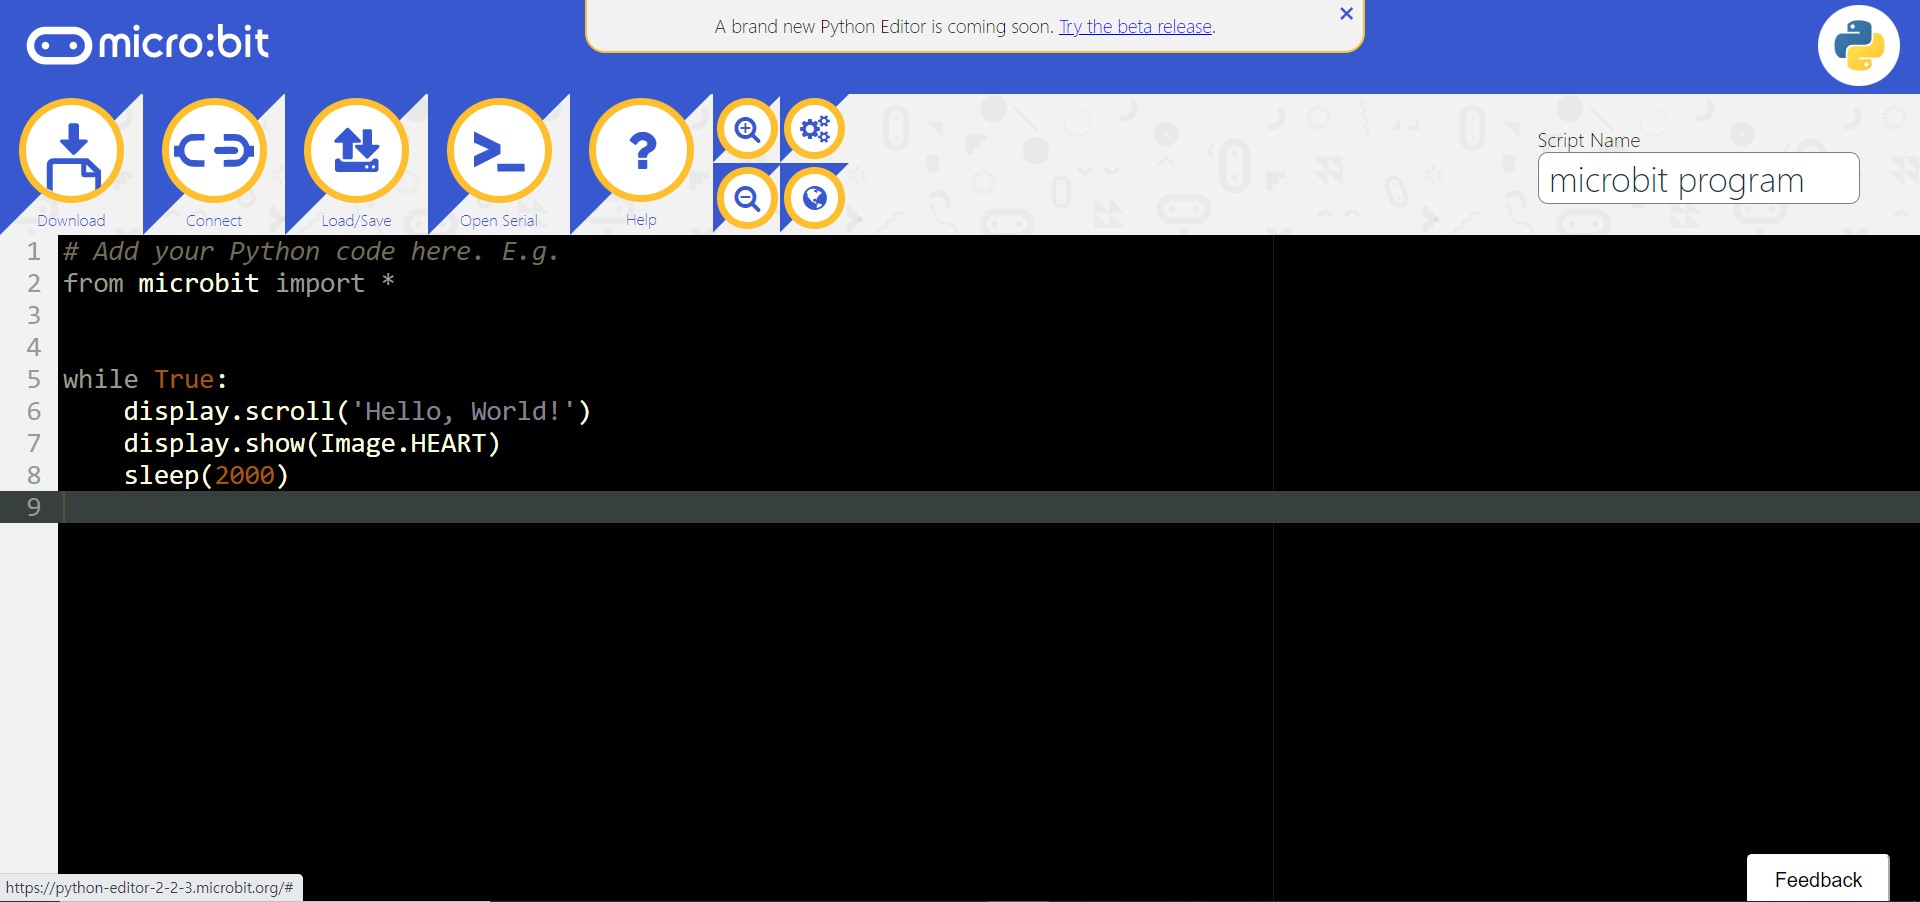 micro:bit
A brand new Python Editor is coming soon. Try the beta release.
Download
Connect
Load/Save
Open Serial
Help
Script Name
microbit program
1 # Add your Python code here. E.g.
2 from microbit import *
3
4
5 while True:
6     display.scroll('Hello, World!')
7     display.show(Image.HEART)
8     sleep(2000)
9
https://python-editor-2-2-3.microbit.org/#
Feedback